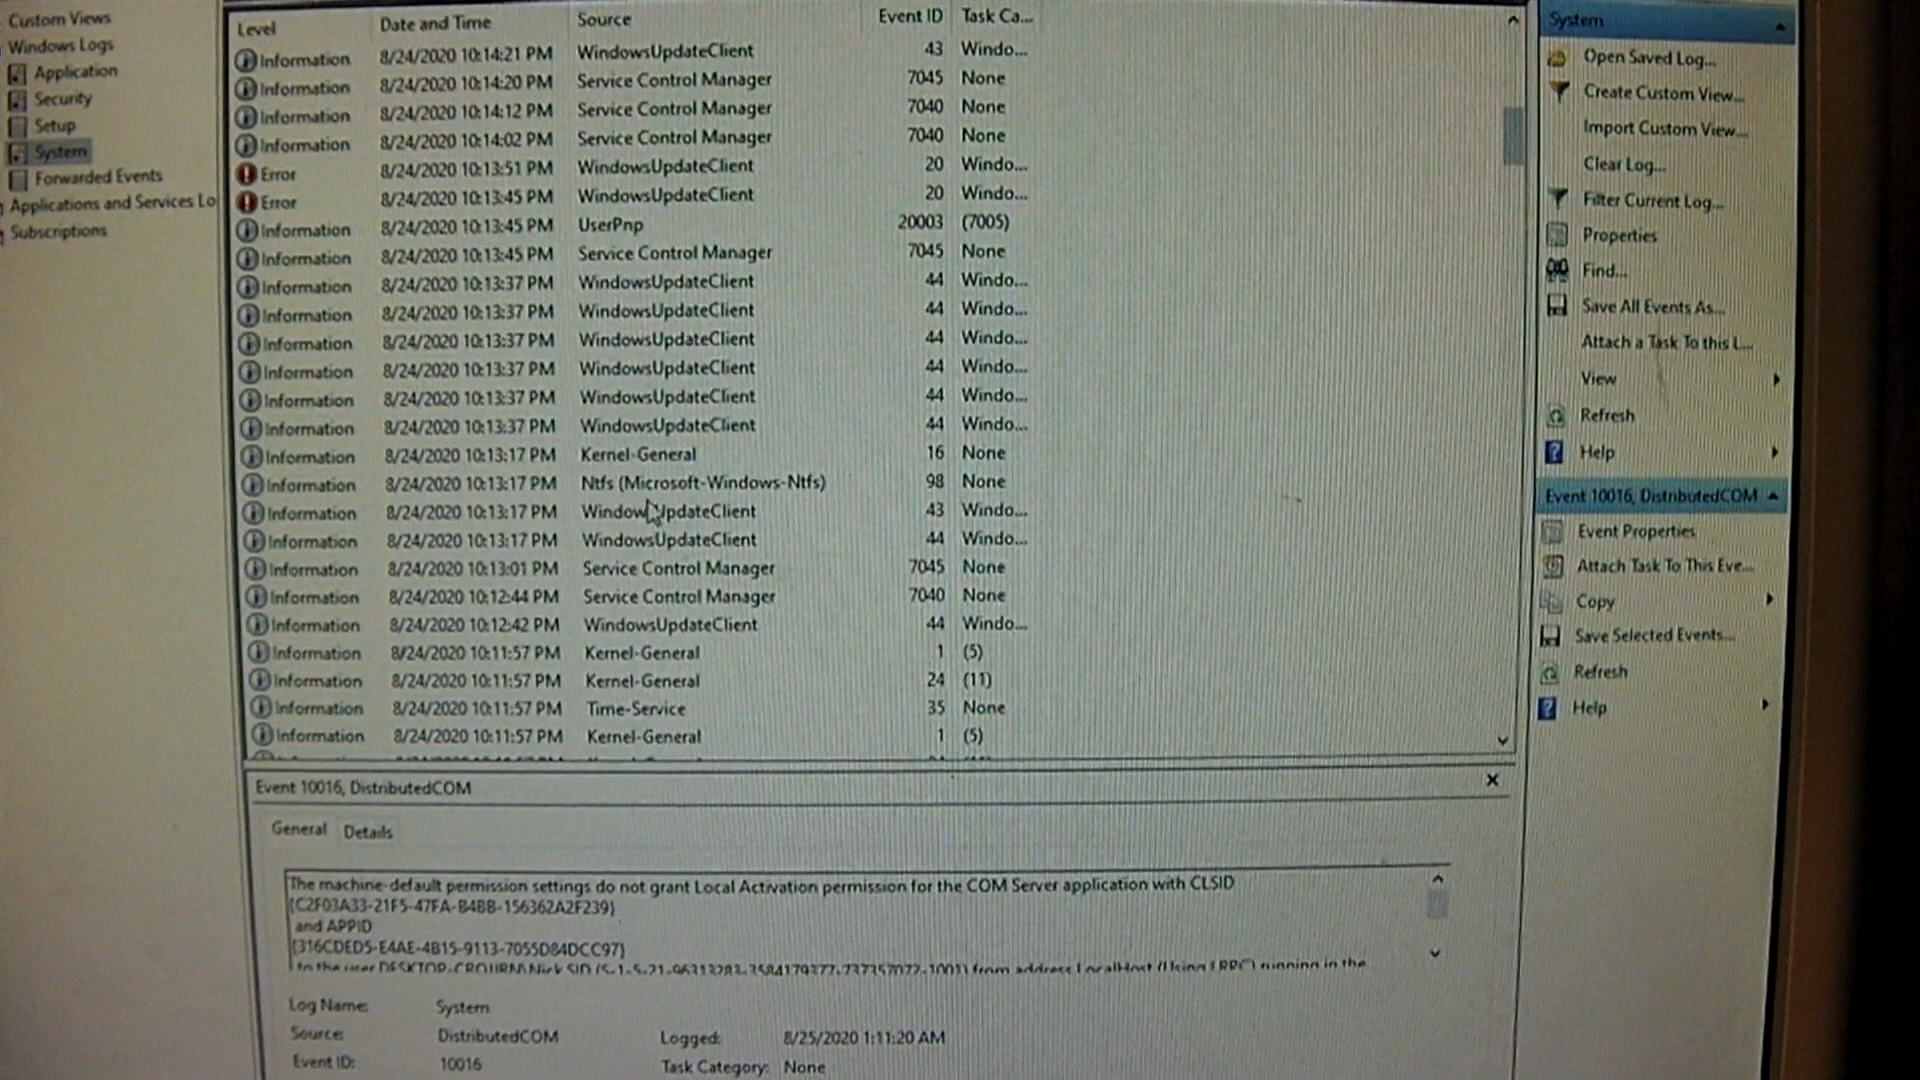 Custom Views
Windows Logs
Application
Security
Setup
System
Forwarded Events
Applications and Services Lo
Subscriptions
Level Date and Time Source Event ID Task Ca...
Information 8/24/2020 10:14:21 PM WindowsUpdateClient 43 Windo...
Information 8/24/2020 10:14:20 PM Service Control Manager 7045 None
Information 8/24/2020 10:14:12 PM Service Control Manager 7040 None
Information 8/24/2020 10:14:02 PM Service Control Manager 7040 None
Error 8/24/2020 10:13:51 PM WindowsUpdateClient 20 Windo...
Error 8/24/2020 10:13:45 PM WindowsUpdateClient 20 Windo...
Information 8/24/2020 10:13:45 PM UserPnp 20003 (7005)
Information 8/24/2020 10:13:45 PM Service Control Manager 7045 None
Information 8/24/2020 10:13:37 PM WindowsUpdateClient 44 Windo...
Information 8/24/2020 10:13:37 PM WindowsUpdateClient 44 Windo...
Information 8/24/2020 10:13:37 PM WindowsUpdateClient 44 Windo...
Information 8/24/2020 10:13:37 PM WindowsUpdateClient 44 Windo...
Information 8/24/2020 10:13:37 PM WindowsUpdateClient 44 Windo...
Information 8/24/2020 10:13:37 PM WindowsUpdateClient 44 Windo...
Information 8/24/2020 10:13:17 PM Kernel-General 16 None
Information 8/24/2020 10:13:17 PM Ntfs (Microsoft-Windows-Ntfs) 98 None
Information 8/24/2020 10:13:17 PM WindowsUpdateClient 43 Windo...
Information 8/24/2020 10:13:17 PM WindowsUpdateClient 44 Windo...
Information 8/24/2020 10:13:01 PM Service Control Manager 7045 None
Information 8/24/2020 10:12:44 PM Service Control Manager 7040 None
Information 8/24/2020 10:12:42 PM WindowsUpdateClient 44 Windo...
Information 8/24/2020 10:11:57 PM Kernel-General 1 (5)
Information 8/24/2020 10:11:57 PM Kernel-General 24 (11)
Information 8/24/2020 10:11:57 PM Time-Service 35 None
Information 8/24/2020 10:11:57 PM Kernel-General 1 (5)
Event 10016, DistributedCOM
General Details
The machine-default permission settings do not grant Local Activation permission for the COM Server application with CLSID
{C2F03A33-21F5-47FA-B4BB-156362A2F239}
and APPID
{316CDED5-E4AE-4B15-9113-7055D84DCC97}
to the user from address LocalHost (Using LRPC) running in the
Log Name: System
Source: DistributedCOM Logged: 8/25/2020 1:11:20 AM
Event ID: 10016 Task Category: None
System
Open Saved Log...
Create Custom View...
Import Custom View...
Clear Log...
Filter Current Log...
Properties
Find...
Save All Events As...
Attach a Task To this L...
View
Refresh
Help
Event 10016, DistributedCOM
Event Properties
Attach Task To This Eve...
Copy
Save Selected Events...
Refresh
Help